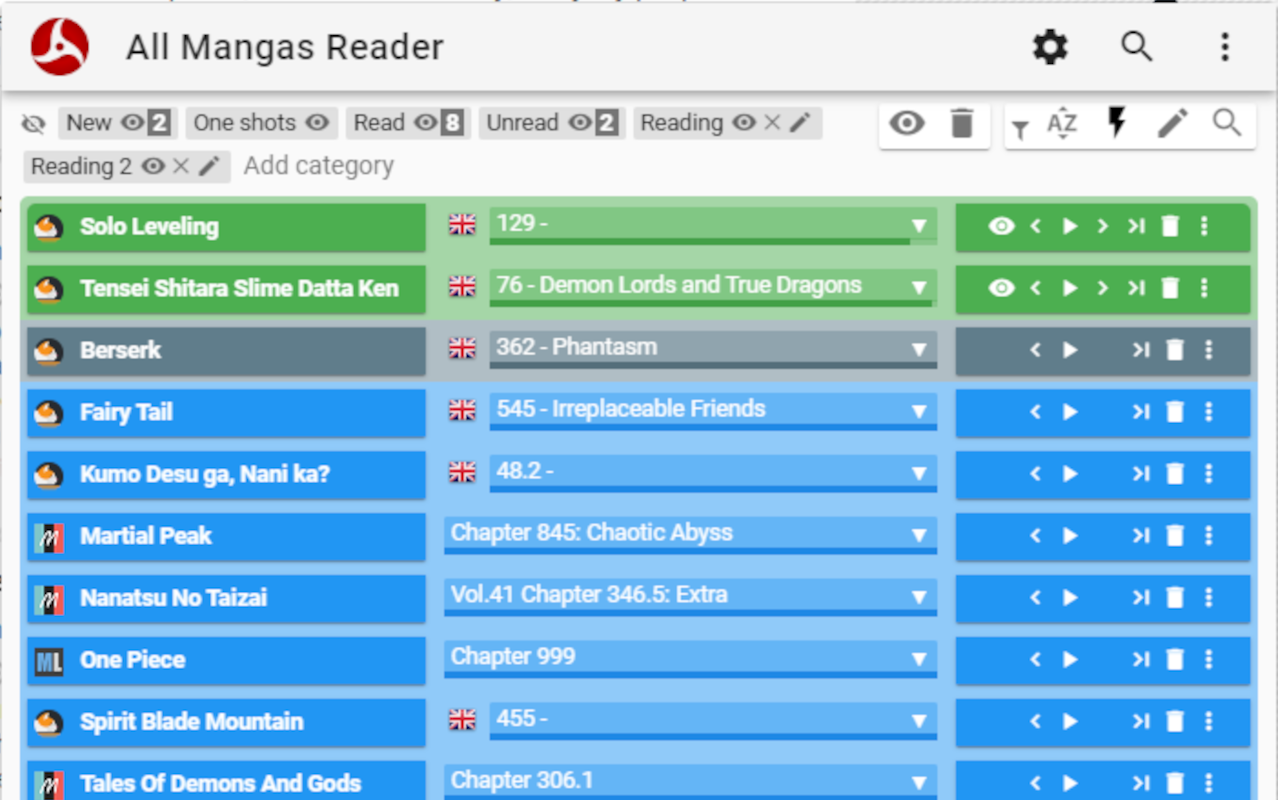 All Mangas Reader
New 2 One shots Read 8 Unread 2 Reading
Reading 2 Add category
AZ
Solo Leveling 129 -
Tensei Shitara Slime Datta Ken 76 - Demon Lords and True Dragons
Berserk 362 - Phantasm
Fairy Tail 545 - Irreplaceable Friends
Kumo Desu ga, Nani ka? 48.2 -
M Martial Peak Chapter 845: Chaotic Abyss
M Nanatsu No Taizai Vol.41 Chapter 346.5: Extra
ML One Piece Chapter 999
Spirit Blade Mountain 455 -
M Tales Of Demons And Gods Chapter 306.1